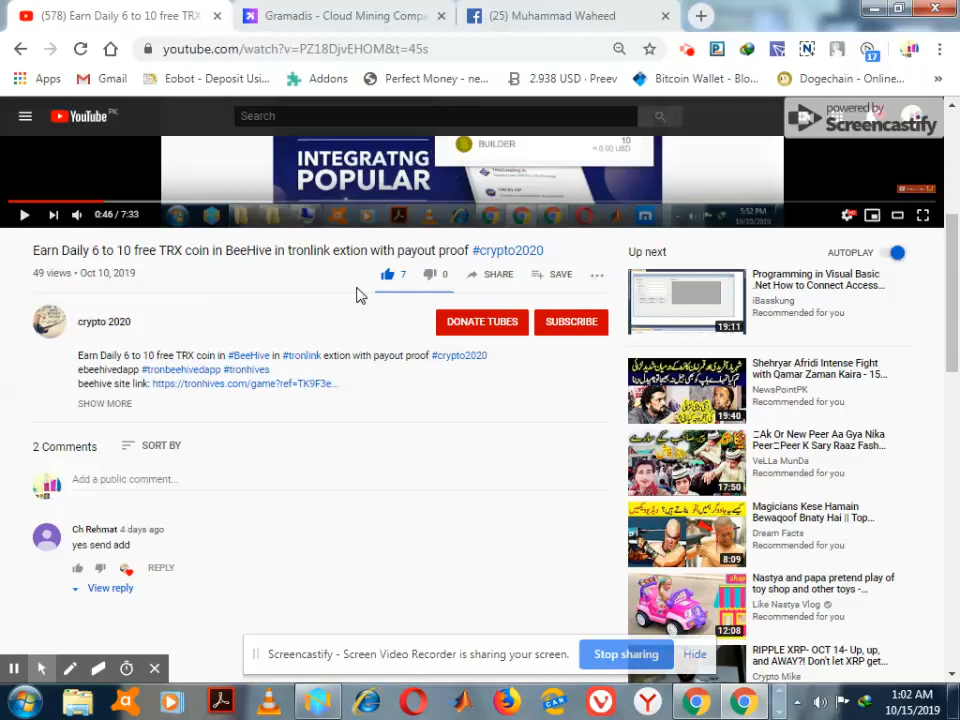 (578) Earn Daily 6 to 10 free TRX
Gramadis - Cloud Mining Compa
(25) Muhammad Waheed
youtube.com/watch?v=PZ18DjvEHOM&t=45s
17
Apps
Gmail
Eobot - Deposit Usi...
Addons
Perfect Money - ne...
2.938 USD · Preev
Bitcoin Wallet - Blo...
Dogechain - Online...
YouTube PK
Search
powered by
Screencastify
BUILDER
10
≈ 0.00 USD
INTEGRATNG
POPULAR
5:52 PM
10/10/2019
0:46 / 7:33
Earn Daily 6 to 10 free TRX coin in BeeHive in tronlink extion with payout proof #crypto2020
49 views • Oct 10, 2019
7
0
SHARE
SAVE
crypto 2020
DONATE TUBES
SUBSCRIBE
Earn Daily 6 to 10 free TRX coin in #BeeHive in #tronlink extion with payout proof #crypto2020
ebeehivedapp #tronbeehivedapp #tronhives
beehive site link: https://tronhives.com/game?ref=TK9F3e...
SHOW MORE
2 Comments
SORT BY
Add a public comment...
Ch Rehmat 4 days ago
yes send add
REPLY
View reply
Up next
AUTOPLAY
Programming in Visual Basic
.Net How to Connect Access...
iBasskung
Recommended for you
19:11
Shehryar Afridi Intense Fight
with Qamar Zaman Kaira - 15...
NewsPointPK
Recommended for you
19:40
Ak Or New Peer Aa Gya Nika
Peer K Sary Raaz Fash...
VeLLa MunDa
Recommended for you
17:50
Magicians Kese Hamain
Bewaqoof Bnaty Hai || Top...
Dream Facts
Recommended for you
8:09
Nastya and papa pretend play of
toy shop and other toys -...
Like Nastya Vlog
Recommended for you
12:08
RIPPLE XRP- OCT 14- Up, up,
and AWAY?! Don't let XRP get...
Crypto Mike
Screencastify - Screen Video Recorder is sharing your screen.
Stop sharing
Hide
1:02 AM
10/15/2019